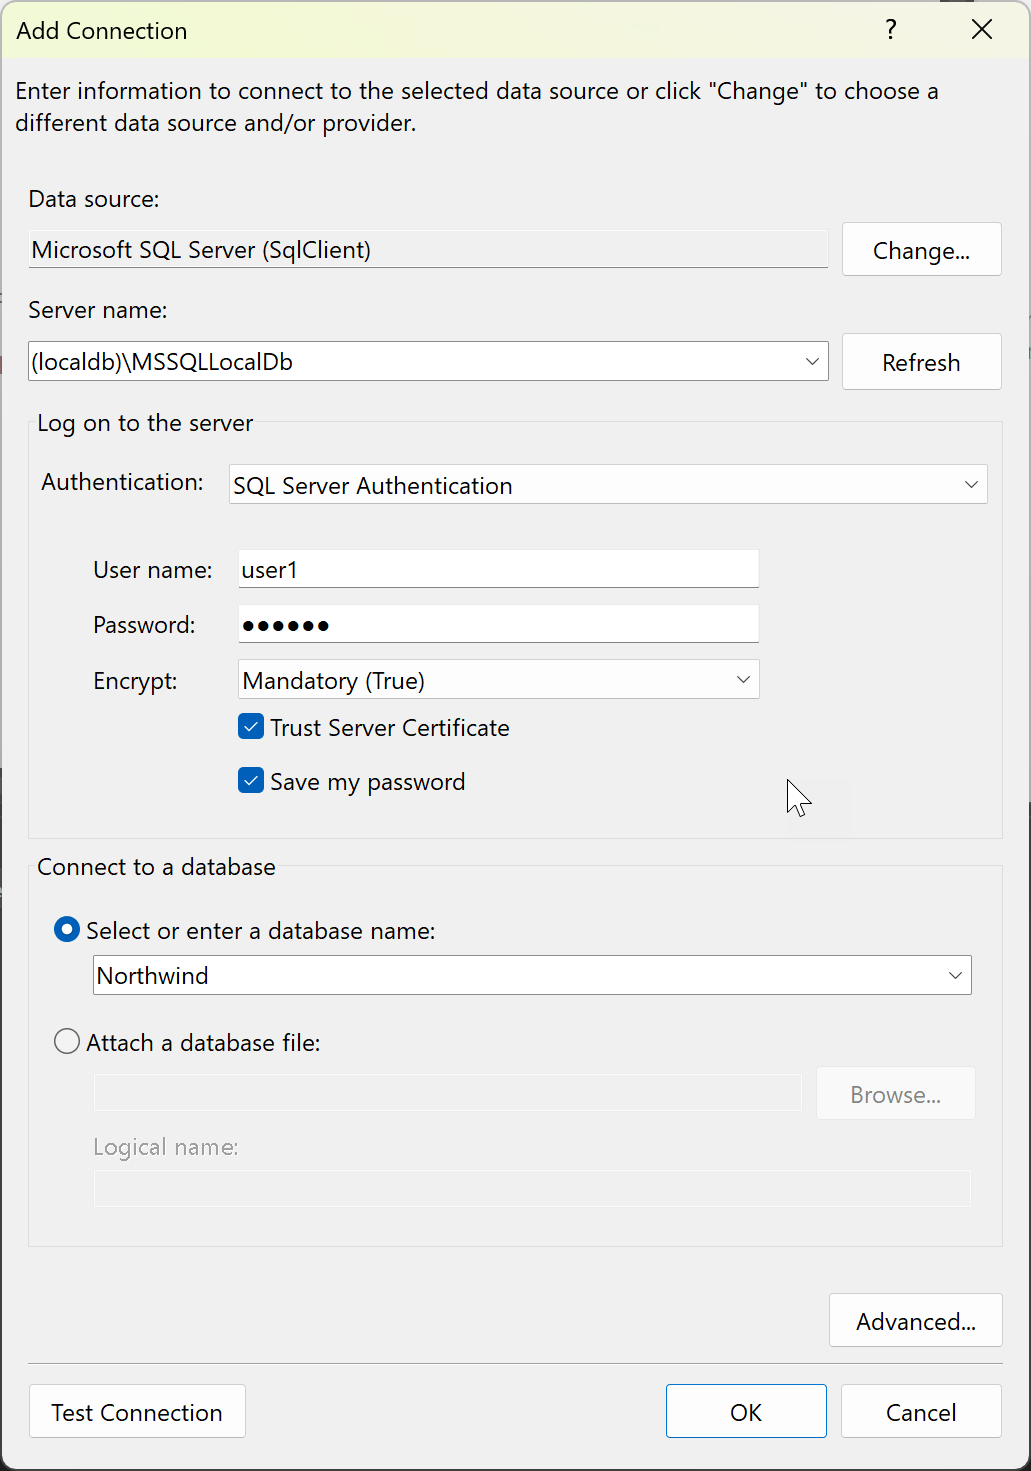 Add Connection
?
Enter information to connect to the selected data source or click "Change" to choose a
different data source and/or provider.
Data source:
Microsoft SQL Server (SqlClient)
Change...
Server name:
(localdb)\MSSQLLocalDb
Refresh
Log on to the server
Authentication:
SQL Server Authentication
User name:
user1
Password:
●●●●●●
Encrypt:
Mandatory (True)
Trust Server Certificate
Save my password
Connect to a database
Select or enter a database name:
Northwind
Attach a database file:
Browse...
Logical name:
Advanced...
Test Connection
OK
Cancel